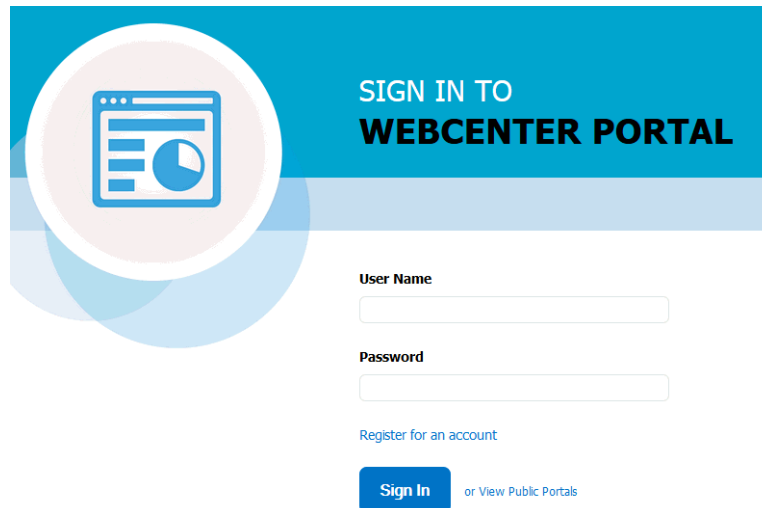 SIGN IN TO
WEBCENTER PORTAL
User Name
Password
Register for an account
Sign In or View Public Portals